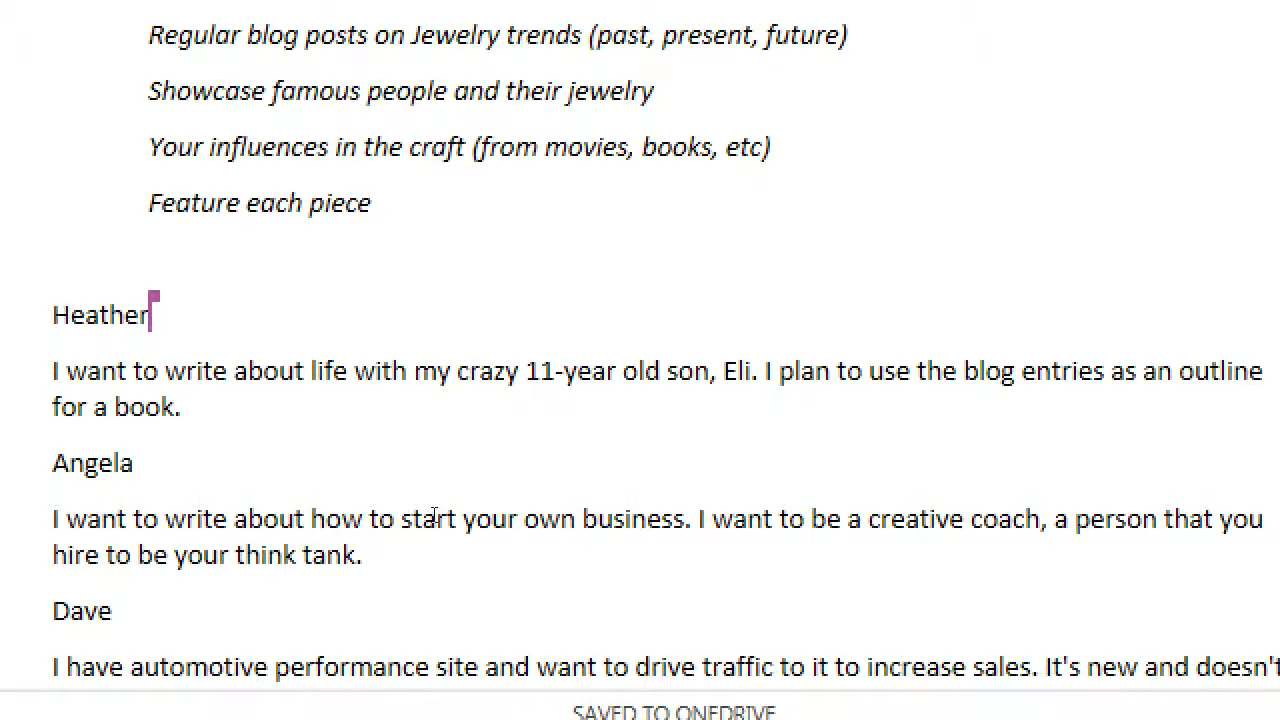 Regular blog posts on Jewelry trends (past, present, future)
Showcase famous people and their jewelry
Your influences in the craft (from movies, books, etc)
Feature each piece
Heather
I want to write about life with my crazy 11-year old son, Eli. I plan to use the blog entries as an outline
for a book.
Angela
I want to write about how to start your own business. I want to be a creative coach, a person that you
hire to be your think tank.
Dave
I have automotive performance site and want to drive traffic to it to increase sales. It's new and doesn't
SAVED TO ONEDRIVE